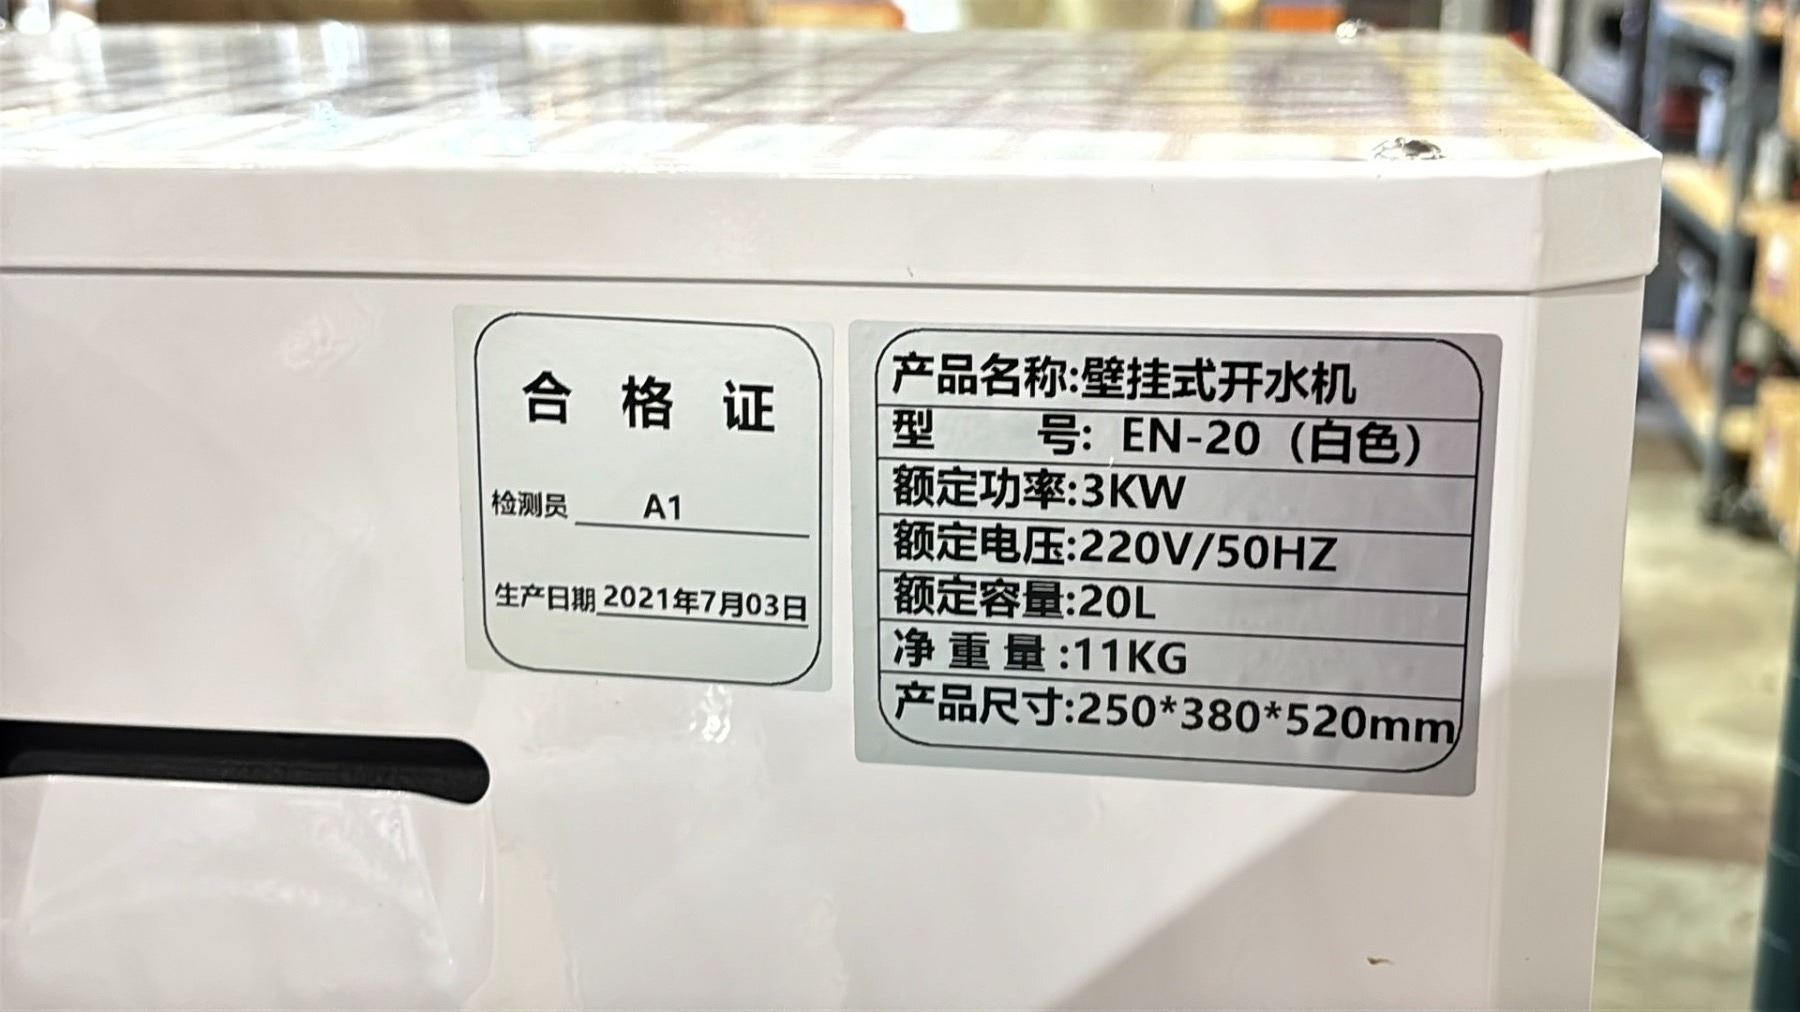 合格证
检测员 A1
生产日期 2021年7月03日
产品名称:壁挂式开水机
型 号: EN-20（白色）
额定功率:3KW
额定电压:220V/50HZ
额定容量:20L
净重量:11KG
产品尺寸:250*380*520mm